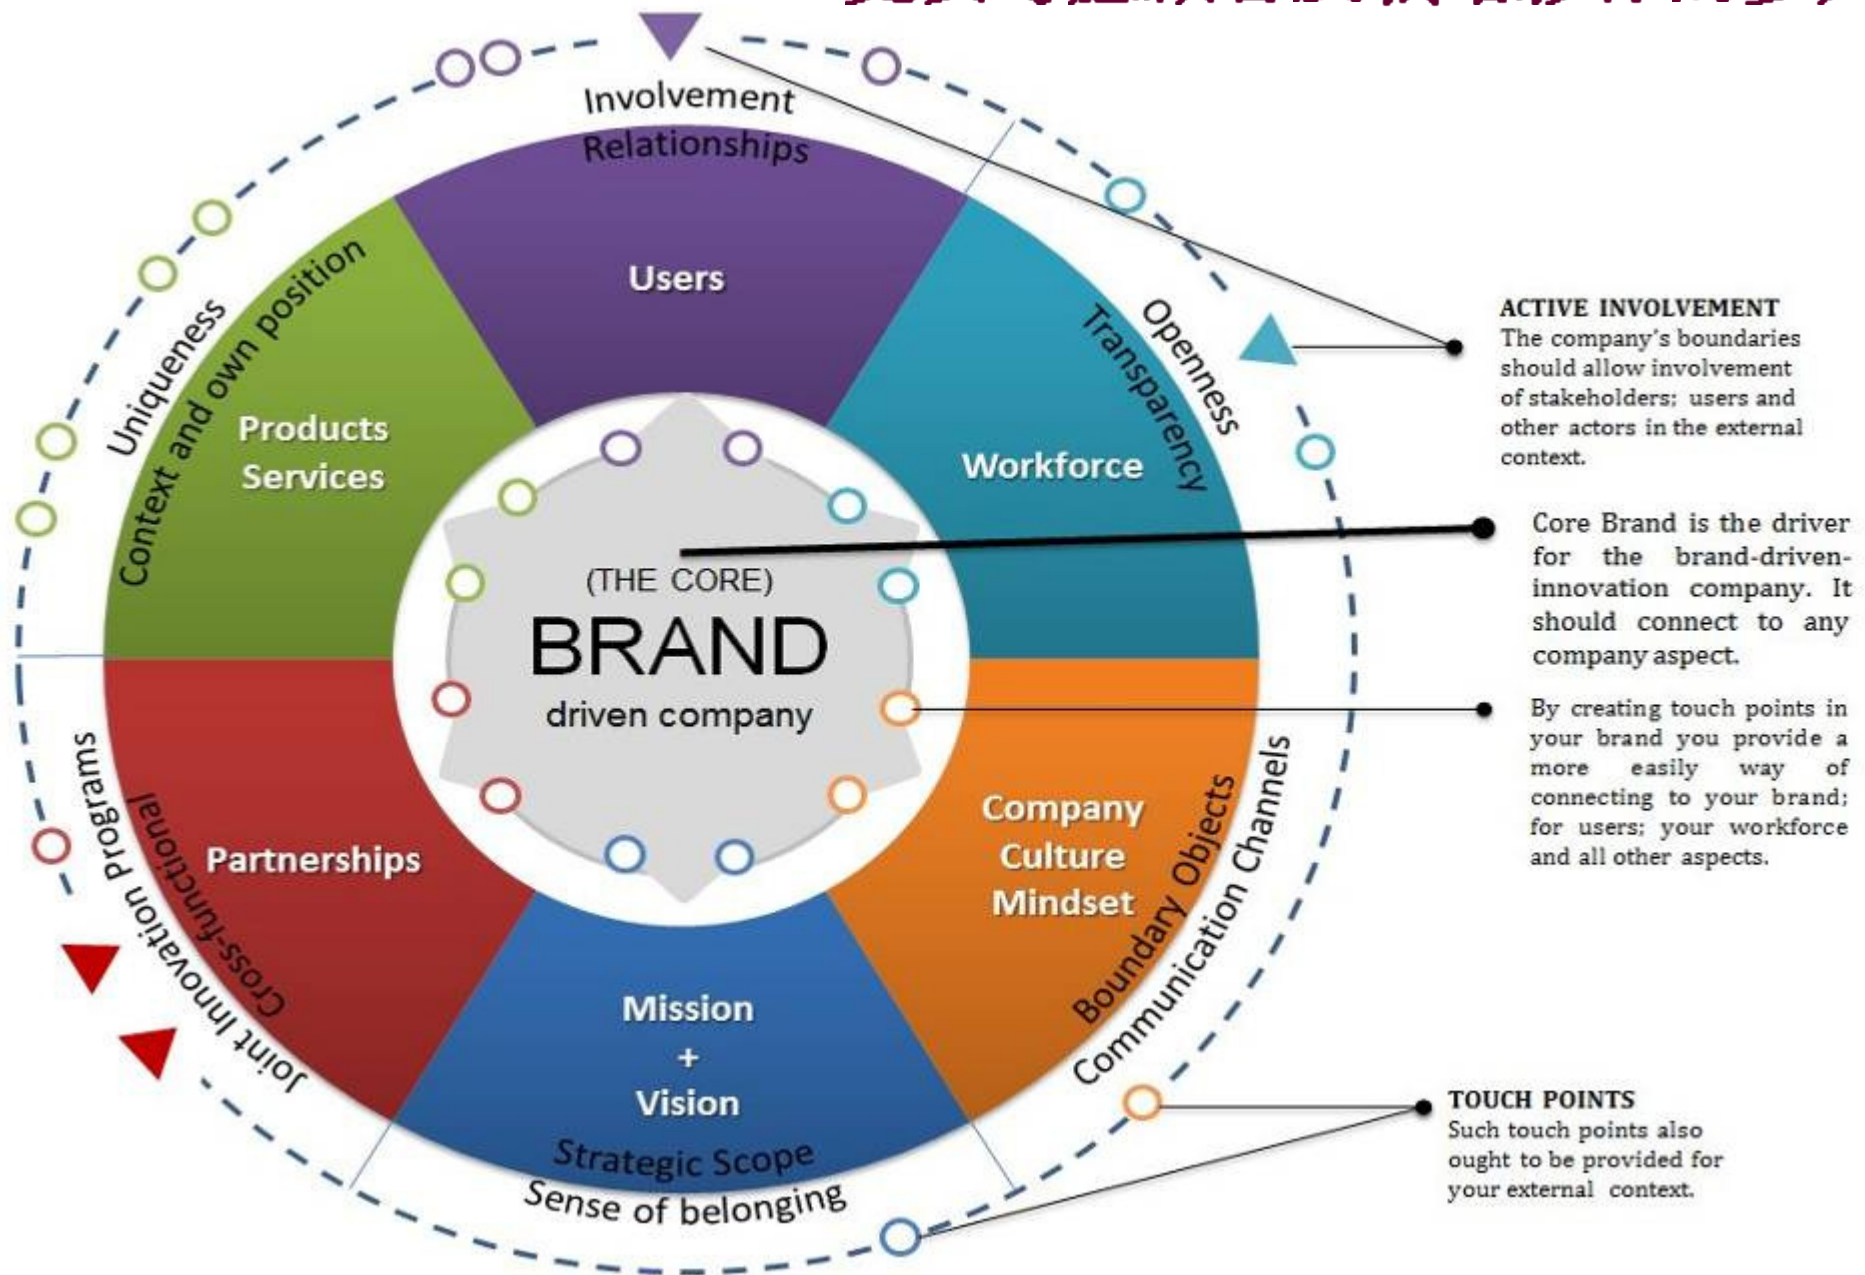 Involvement
Relationships
Users
Uniqueness
Context and own position
Products
Services
Openness
Transparency
Workforce
(THE CORE)
BRAND
driven company
Joint Innovation Programs
Cross-functional
Partnerships
Company
Culture
Mindset
Boundary Objects
Communication Channels
Mission
+
Vision
Strategic Scope
Sense of belonging
ACTIVE INVOLVEMENT
The company's boundaries
should allow involvement
of stakeholders; users and
other actors in the external
context.
Core Brand is the driver
for the brand-driven-
innovation company. It
should connect to any
company aspect.
By creating touch points in
your brand you provide a
more easily way of
connecting to your brand;
for users; your workforce
and all other aspects.
TOUCH POINTS
Such touch points also
ought to be provided for
your external context.